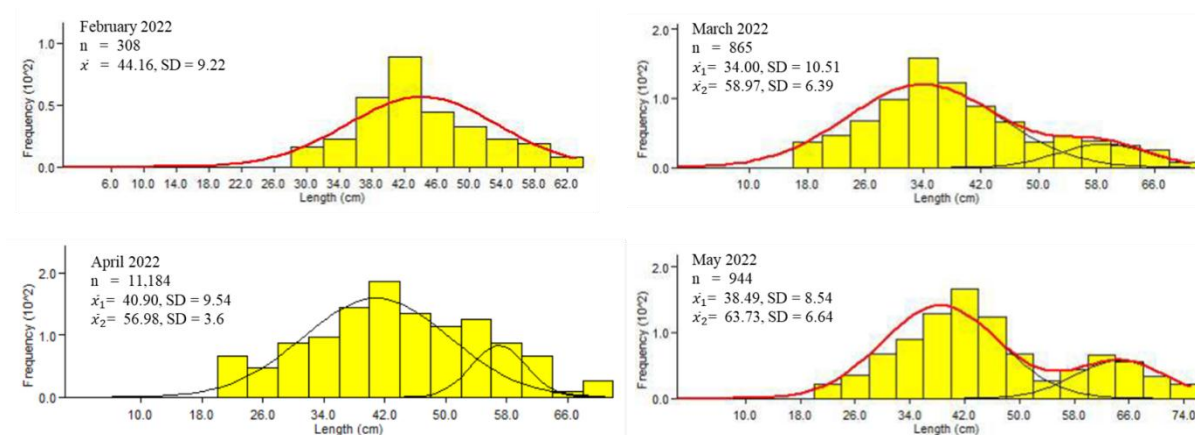 February 2022
n = 308
ẋ = 44.16, SD = 9.22
Frequency (10^2)
1.0
0.5
0.0
6.0 10.0 14.0 18.0 22.0 26.0 30.0 34.0 38.0 42.0 46.0 50.0 54.0 58.0 62.0
Length (cm)
March 2022
n = 865
ẋ₁= 34.00, SD = 10.51
ẋ₂= 58.97, SD = 6.39
Frequency (10^2)
2.0
1.0
0.0
10.0 18.0 26.0 34.0 42.0 50.0 58.0 66.0
Length (cm)
April 2022
n = 11,184
ẋ₁= 40.90, SD = 9.54
ẋ₂= 56.98, SD = 3.6
Frequency (10^2)
2.0
1.0
0.0
10.0 18.0 26.0 34.0 42.0 50.0 58.0 66.0
Length (cm)
May 2022
n = 944
ẋ₁= 38.49, SD = 8.54
ẋ₂= 63.73, SD = 6.64
Frequency (10^2)
2.0
1.0
0.0
10.0 18.0 26.0 34.0 42.0 50.0 58.0 66.0 74.0
Length (cm)